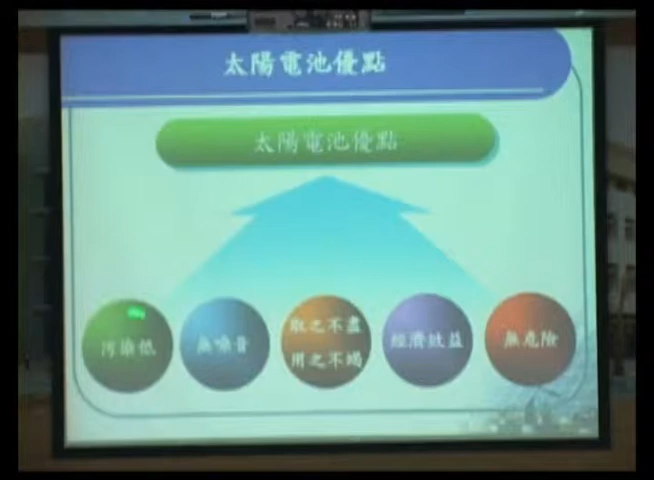 太陽電池優點
太陽電池優點
污染低
無噪音
取之不盡
用之不竭
經濟效益
無危險